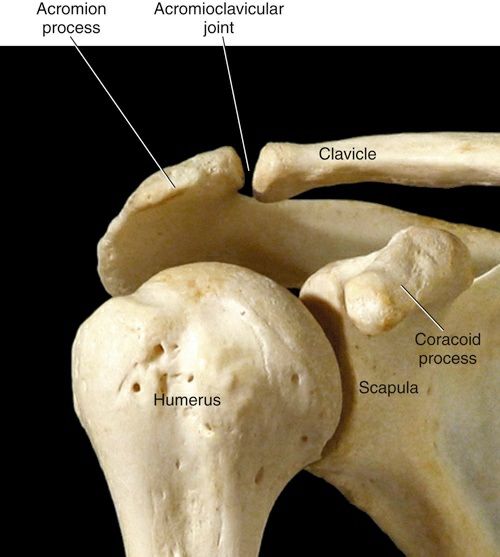 Acromion
process
Acromioclavicular
joint
Clavicle
Coracoid
process
Scapula
Humerus